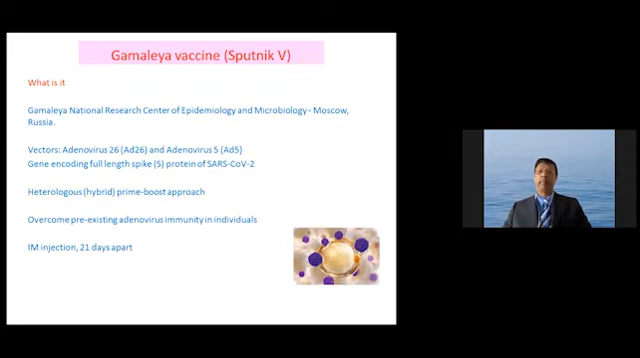 Gamaleya vaccine (Sputnik V)
What is it
Gamaleya National Research Center of Epidemiology and Microbiology - Moscow,
Russia.
Vectors: Adenovirus 26 (Ad26) and Adenovirus 5 (Ad5)
Gene encoding full length spike (S) protein of SARS-CoV-2
Heterologous (hybrid) prime-boost approach
Overcome pre-existing adenovirus immunity in individuals
IM injection, 21 days apart